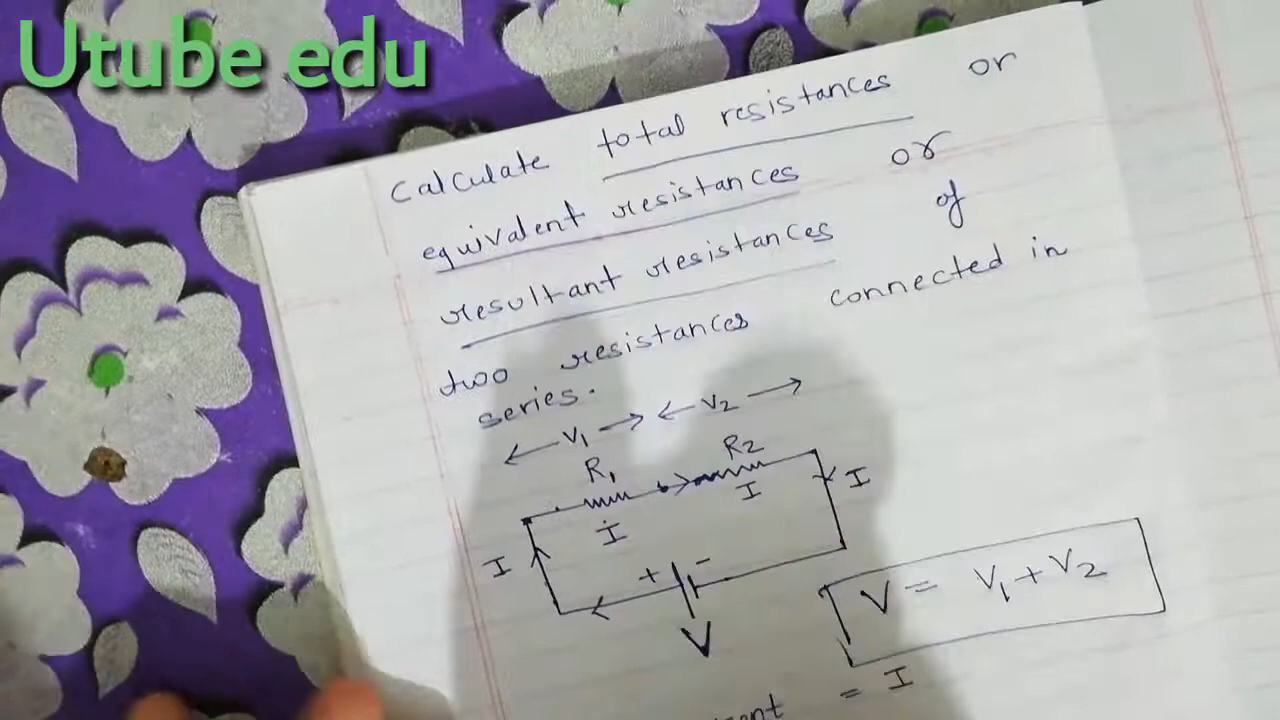 Utube edu
Calculate total resistances or
equivalent resistances or
resultant resistances of
two resistances connected in
series.
V1 V2
R1 R2
I I I
I
+ -
V
V = V1 + V2
= I